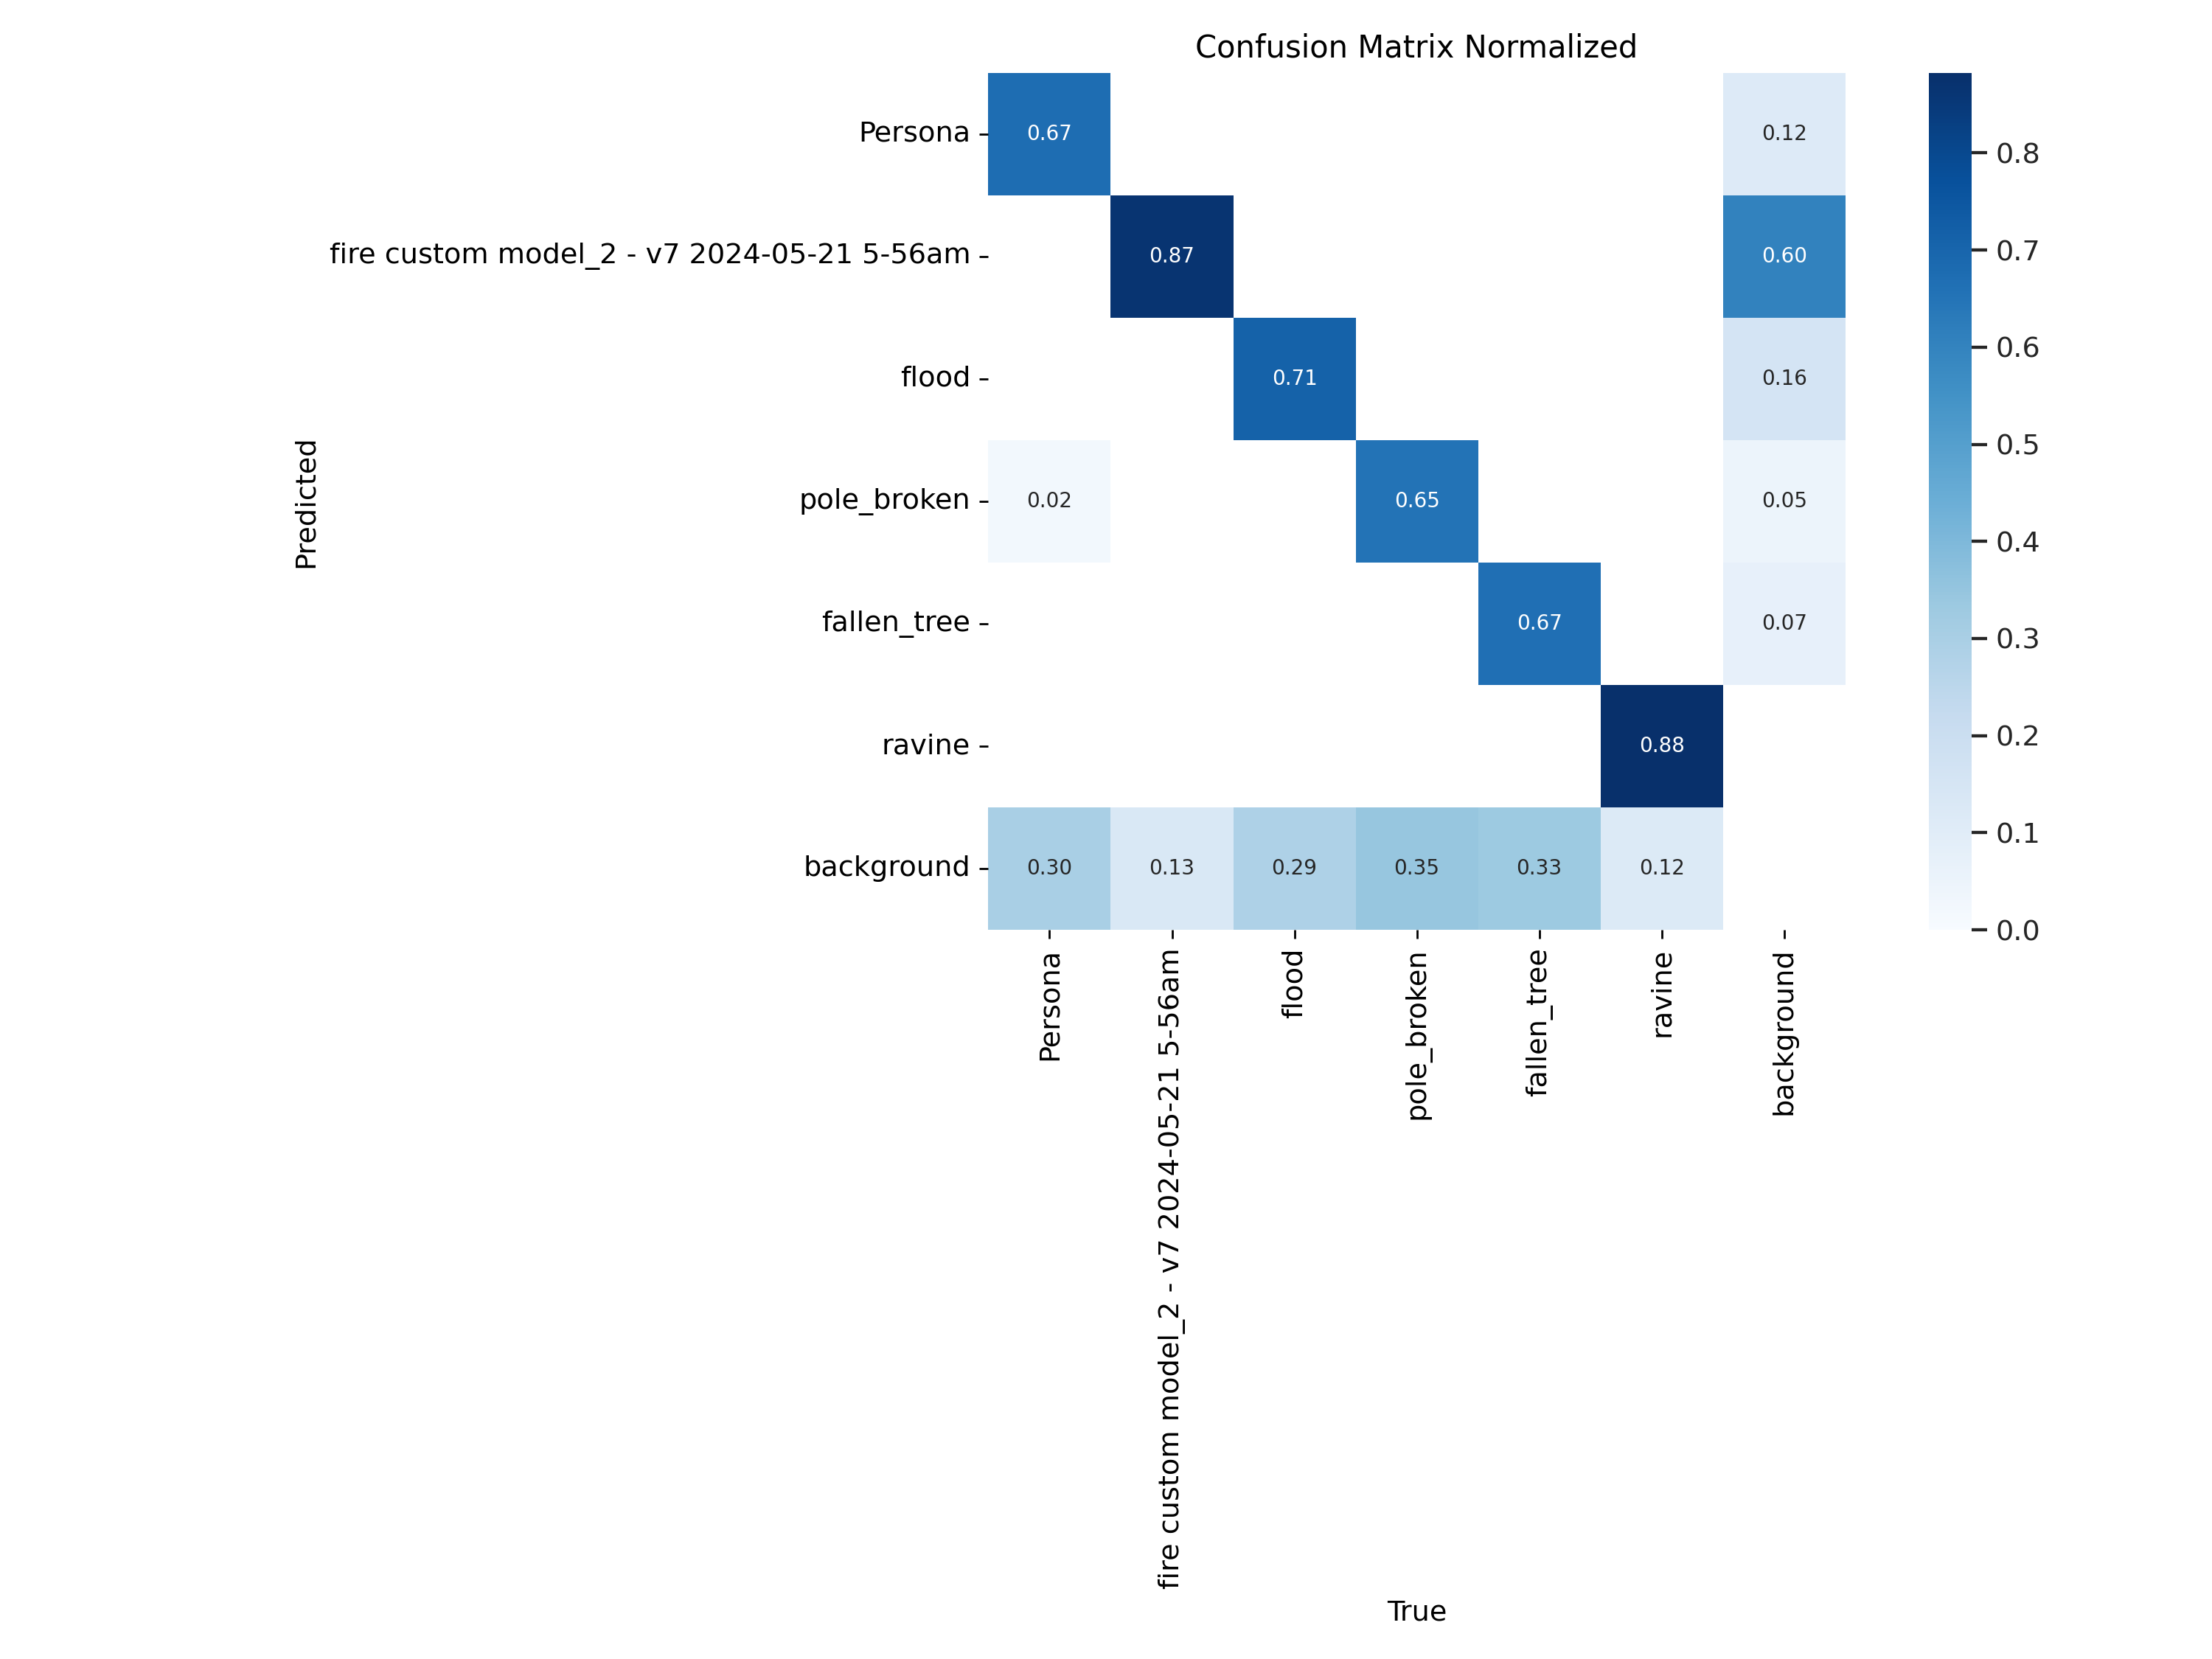 Confusion Matrix Normalized
Persona
0.67
0.12
fire custom model_2 - v7 2024-05-21 5-56am
0.87
0.60
flood
0.71
0.16
pole_broken
0.02
0.65
0.05
fallen_tree
0.67
0.07
ravine
0.88
background
0.30
0.13
0.29
0.35
0.33
0.12
Predicted
0.8
0.7
0.6
0.5
0.4
0.3
0.2
0.1
0.0
Persona
fire custom model_2 - v7 2024-05-21 5-56am
flood
pole_broken
fallen_tree
ravine
background
True